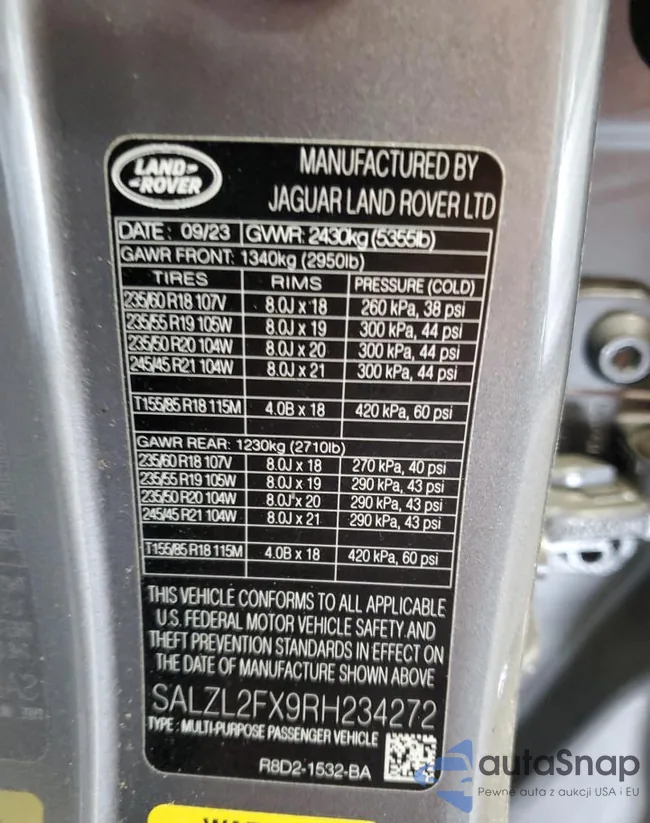 LAND-
-ROVER
MANUFACTURED BY
JAGUAR LAND ROVER LTD
DATE: 09/23 GVWR: 2430kg (5355lb)
GAWR FRONT: 1340kg (2950lb)
TIRES RIMS PRESSURE (COLD)
235/60 R18 107V 8.0J x 18 260 kPa, 38 psi
235/55 R19 105W 8.0J x 19 300 kPa, 44 psi
235/50 R20 104W 8.0J x 20 300 kPa, 44 psi
245/45 R21 104W 8.0J x 21 300 kPa, 44 psi
T155/85 R18 115M 4.0B x 18 420 kPa, 60 psi
GAWR REAR: 1230kg (2710lb)
235/60 R18 107V 8.0J x 18 270 kPa, 40 psi
235/55 R19 105W 8.0J x 19 290 kPa, 43 psi
235/50 R20 104W 8.0J x 20 290 kPa, 43 psi
245/45 R21 104W 8.0J x 21 290 kPa, 43 psi
T155/85 R18 115M 4.0B x 18 420 kPa, 60 psi
THIS VEHICLE CONFORMS TO ALL APPLICABLE
U.S. FEDERAL MOTOR VEHICLE SAFETY AND
THEFT PREVENTION STANDARDS IN EFFECT ON
THE DATE OF MANUFACTURE SHOWN ABOVE
SALZL2FX9RH234272
TYPE: MULTI-PURPOSE PASSENGER VEHICLE
R8D2-1532-BA
autoSnap
Pewne auta z aukcji USA i EU